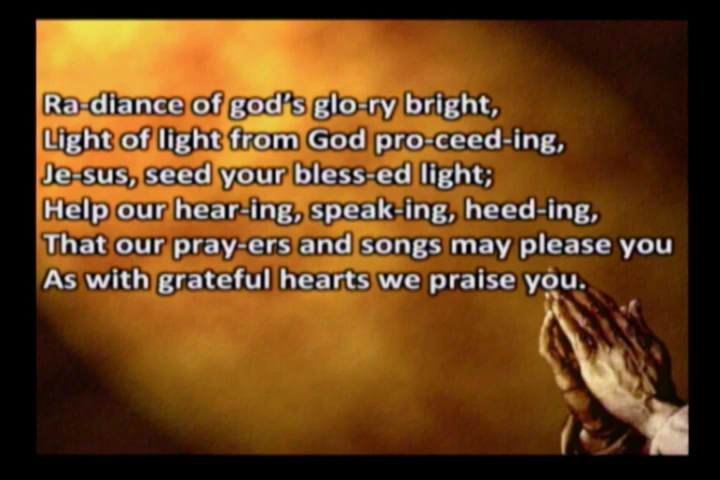 Ra-diance of god's glo-ry bright,
Light of light from God pro-ceed-ing,
Je-sus, seed your bless-ed light;
Help our hear-ing, speak-ing, heed-ing,
That our pray-ers and songs may please you
As with grateful hearts we praise you.